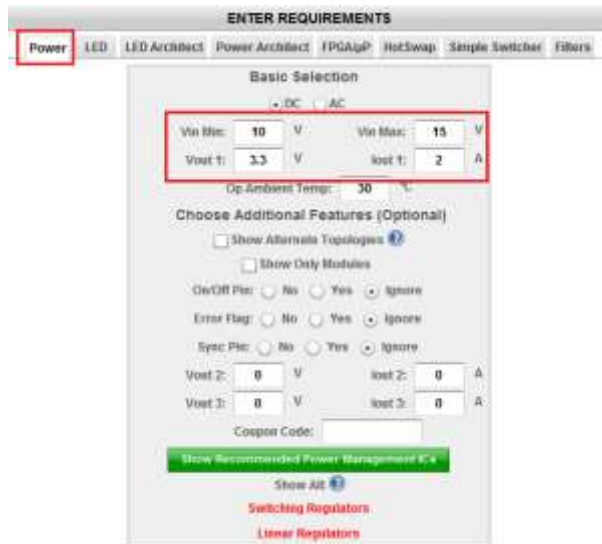 ENTER REQUIREMENTS
Power LED LED Architect Power Architect FPGA/µP HotSwap Simple Switcher Filters
Basic Selection
DC AC
Vin Min: 10 V Vin Max: 15 V
Vout 1: 3.3 V Iout 1: 2 A
Op Ambient Temp: 30 °C
Choose Additional Features (Optional)
Show Alternate Topologies ?
Show Only Modules
On/Off Pin: No Yes Ignore
Error Flag: No Yes Ignore
Sync Pin: No Yes Ignore
Vout 2: 0 V Iout 2: 0 A
Vout 3: 0 V Iout 3: 0 A
Coupon Code:
Show Recommended Power Management ICs
Show All: ?
Switching Regulators
Linear Regulators